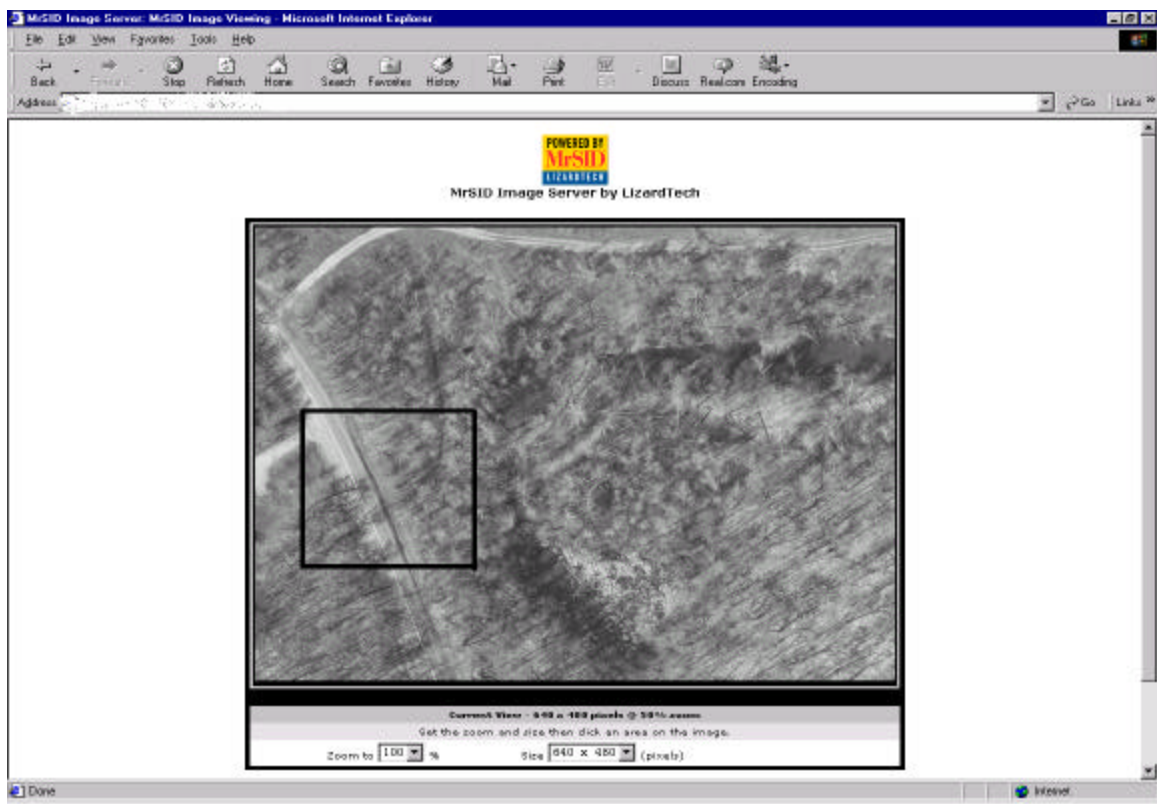 MrSID Image Server: MrSID Image Viewing - Microsoft Internet Explorer
File Edit View Favorites Tools Help
Back Forward Stop Refresh Home Search Favorites History Mail Print Edit Discuss Real.com Encoding
Address Go Links »
POWERED BY
MrSID
LIZARDTECH
MrSID Image Server by LizardTech
Current View - 640 x 480 pixels @ 50% zoom
Set the zoom and size then click an area on the image.
Zoom to 100 % Size 640 x 480 (pixels)
Done Internet